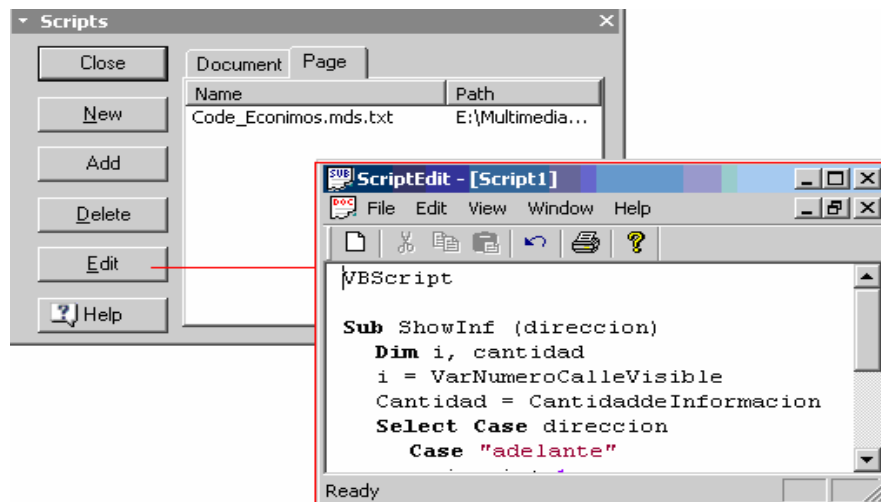 Scripts
Close
Document Page
Name Path
New
Code_Econimos.mds.txt E:\Multimedia...
Add
Delete
Edit
Help
ScriptEdit - [Script1]
File Edit View Window Help
VBScript
Sub ShowInf (direccion)
Dim i, cantidad
i = VarNumeroCalleVisible
Cantidad = CantidaddeInformacion
Select Case direccion
Case "adelante"
Ready